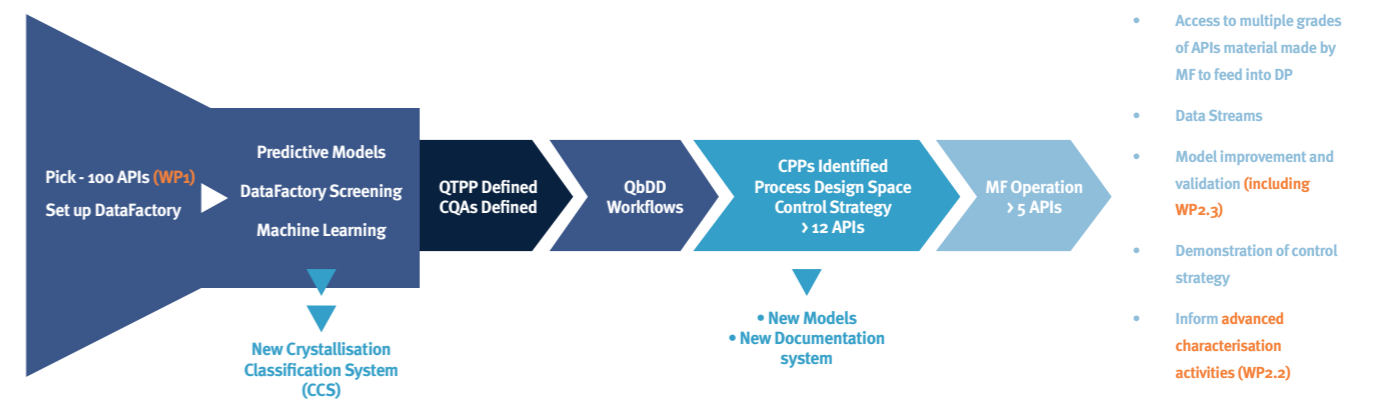 Pick - 100 APIs (WP1)
Set up DataFactory
Predictive Models
DataFactory Screening
Machine Learning
New Crystallisation
Classification System
(CCS)
QTPP Defined
CQAs Defined
QbDD
Workflows
CPPs Identified
Process Design Space
Control Strategy
> 12 APIs
• New Models
• New Documentation
system
MF Operation
> 5 APIs
• Access to multiple grades
of APIs material made by
MF to feed into DP
• Data Streams
• Model improvement and
validation (including
WP2.3)
• Demonstration of control
strategy
• Inform advanced
characterisation
activities (WP2.2)